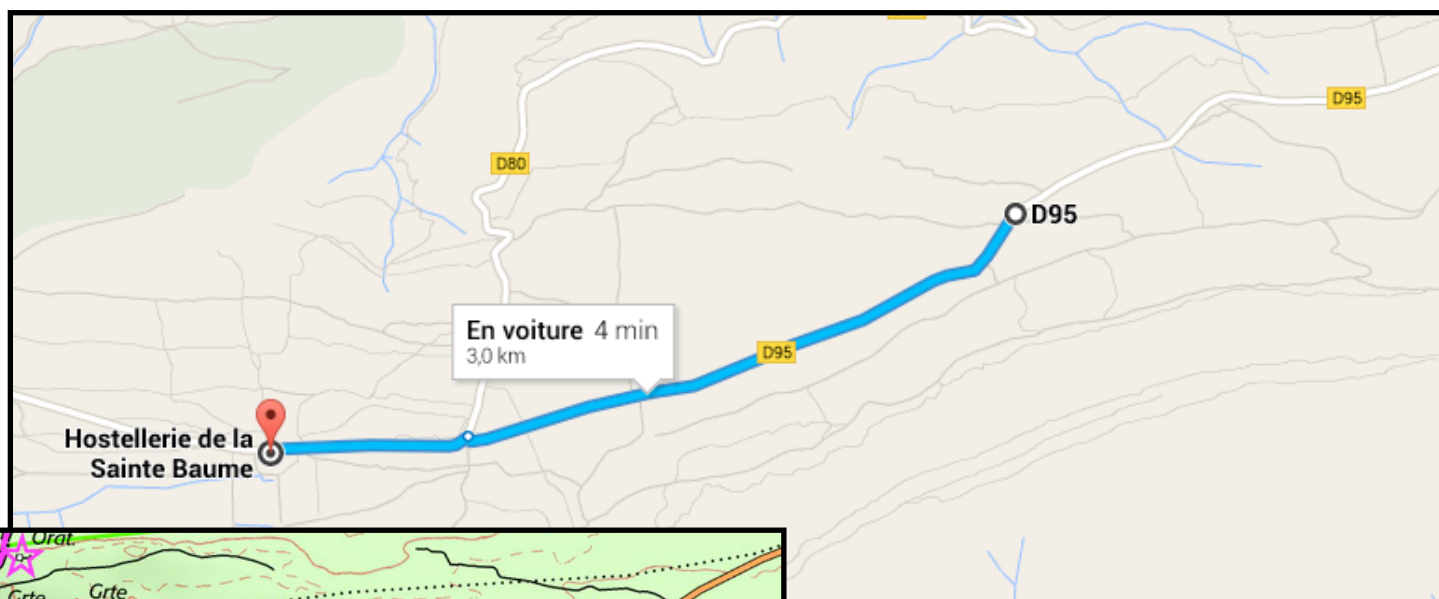 D95
D80
D95
En voiture 4 min
3,0 km
D95
Hostellerie de la
Sainte Baume
Orat.
Grte
Grte